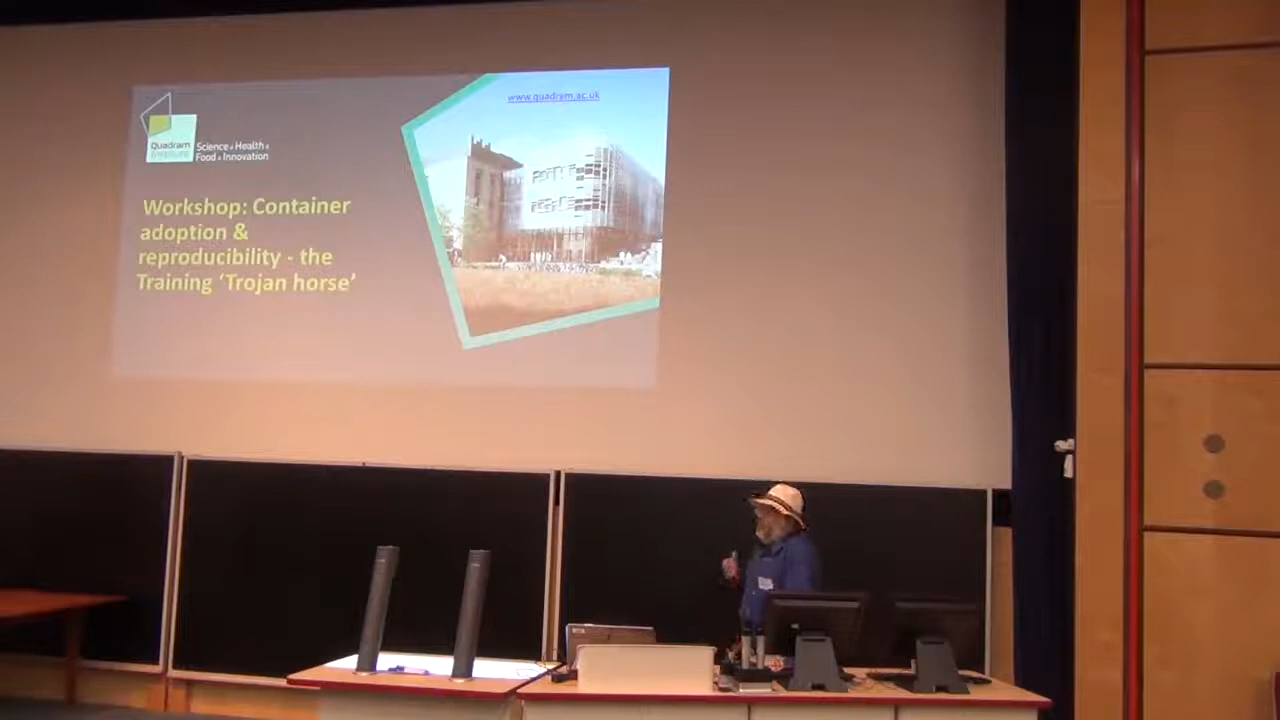 www.quadram.ac.uk
Quadram
Institute
Science Health
Food Innovation
Workshop: Container
adoption &
reproducibility - the
Training ‘Trojan horse’